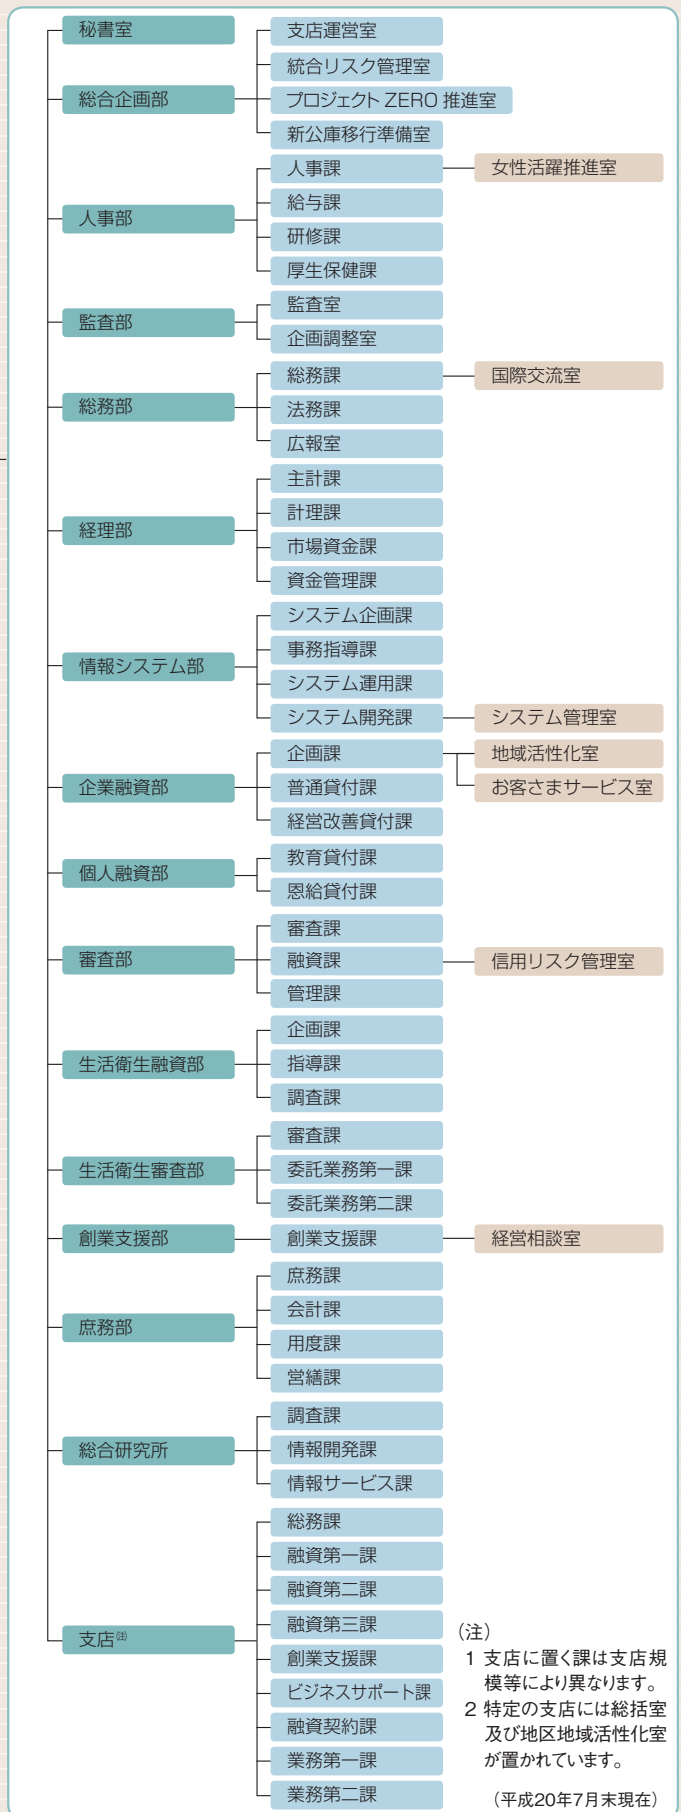 秘書室
総合企画部
支店運営室
統合リスク管理室
プロジェクト ZERO 推進室
新公庫移行準備室
人事部
人事課
女性活躍推進室
給与課
研修課
厚生保健課
監査部
監査室
企画調整室
総務部
総務課
国際交流室
法務課
広報室
経理部
主計課
計理課
市場資金課
資金管理課
情報システム部
システム企画課
事務指導課
システム運用課
システム開発課
システム管理室
企業融資部
企画課
地域活性化室
お客さまサービス室
普通貸付課
経営改善貸付課
個人融資部
教育貸付課
恩給貸付課
審査部
審査課
融資課
信用リスク管理室
管理課
生活衛生融資部
企画課
指導課
調査課
生活衛生審査部
審査課
委託業務第一課
委託業務第二課
創業支援部
創業支援課
経営相談室
庶務部
庶務課
会計課
用度課
営繕課
総合研究所
調査課
情報開発課
情報サービス課
支店(注)
総務課
融資第一課
融資第二課
融資第三課
創業支援課
ビジネスサポート課
融資契約課
業務第一課
業務第二課
(注)
1 支店に置く課は支店規
模等により異なります。
2 特定の支店には総括室
及び地区地域活性化室
が置かれています。
(平成20年7月末現在)